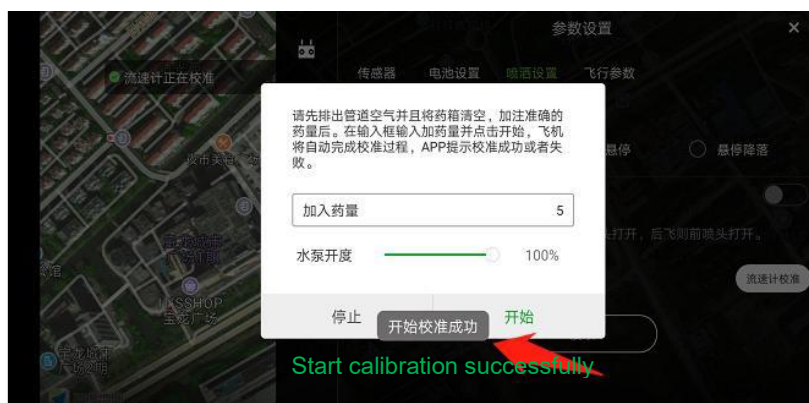 参数设置
×
流速计正在校准
传感器 电池设置 喷洒设置 飞行参数
请先排出管道空气并且将药箱清空，加注准确的
药量后。在输入框输入加药量并点击开始，飞机
将自动完成校准过程，APP提示校准成功或者失
败。
悬停
悬停降落
加入药量 5
头打开，后飞则前喷头打开。
水泵开度 100%
流速计校准
停止 开始
开始校准成功
宝龙广场
Start calibration successfully